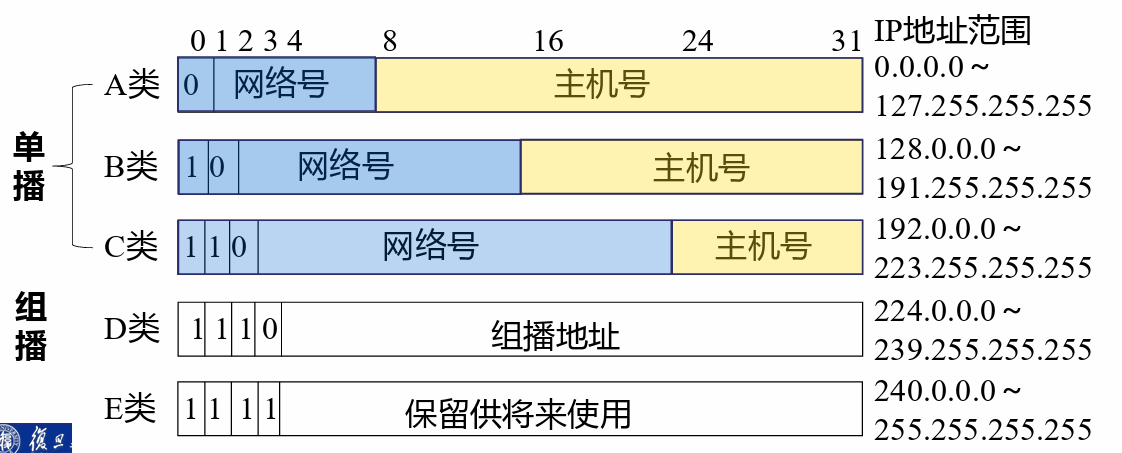 0 1 2 3 4 8 16 24 31 IP地址范围
A类 0 网络号 主机号 0.0.0.0~
127.255.255.255
单播
B类 1 0 网络号 主机号 128.0.0.0~
191.255.255.255
C类 1 1 0 网络号 主机号 192.0.0.0~
223.255.255.255
组播
D类 1 1 1 0 组播地址 224.0.0.0~
239.255.255.255
E类 1 1 1 1 保留供将来使用 240.0.0.0~
255.255.255.255
復旦